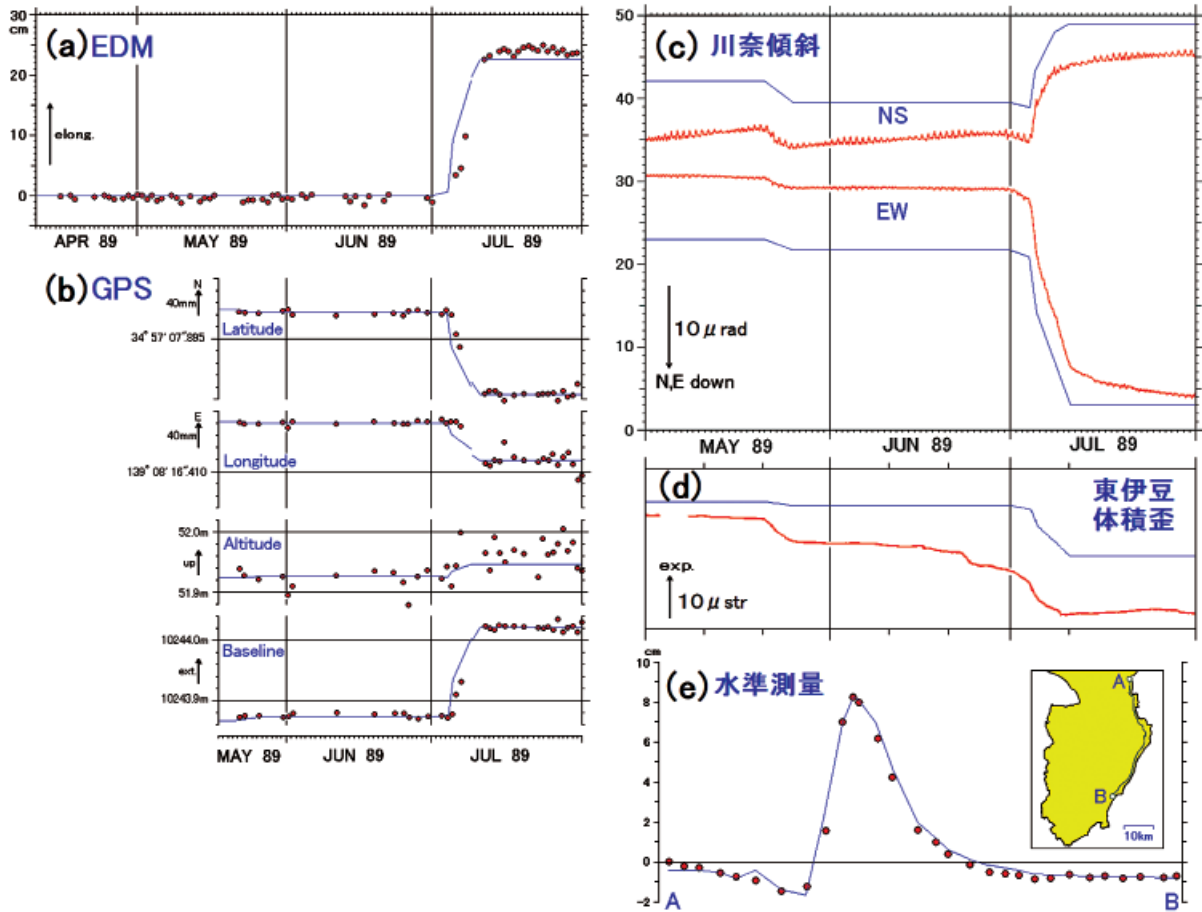 (a) EDM
30
cm
20
10
0
elong.
APR 89
MAY 89
JUN 89
JUL 89
(b) GPS
N
40mm
Latitude
34° 57′ 07″.885
E
40mm
Longitude
139° 08′ 16″.410
52.0m
Altitude
up
51.9m
10244.0m
Baseline
ext.
10243.9m
MAY 89
JUN 89
JUL 89
(c) 川奈傾斜
50
40
30
20
10
0
NS
EW
10 μ rad
N,E down
MAY 89
JUN 89
JUL 89
(d)
東伊豆
体積歪
exp.
10 μ str
(e) 水準測量
cm
10
8
6
4
2
0
-2
A
B
A
B
10km